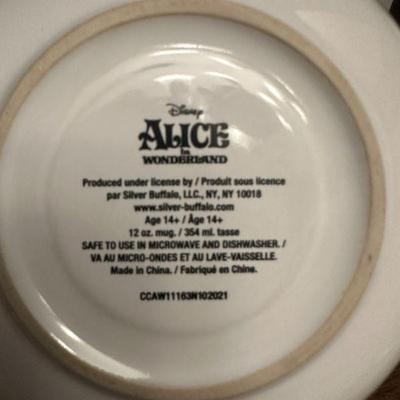 Disney
ALICE
in
WONDERLAND
Produced under license by / Produit sous licence
par Silver Buffalo, LLC., NY, NY 10018
www.silver-buffalo.com
Age 14+ / Âge 14+
12 oz. mug. / 354 ml. tasse
SAFE TO USE IN MICROWAVE AND DISHWASHER. /
VA AU MICRO-ONDES ET AU LAVE-VAISSELLE.
Made in China. / Fabriqué en Chine.
CCAW11163N102021